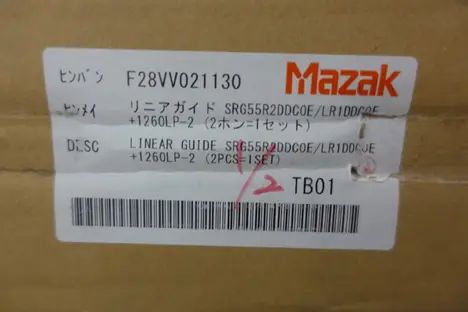 ヒンバン F28VV021130 Mazak
ヒンメイ リニアガイド SRG55R2DDC0E/LR1DDC0E
+1260LP-2 (2ホン=1セット)
DESC LINEAR GUIDE SRG55R2DDC0E/LR1DDC0E
+1260LP-2 (2PCS=1SET)
1/2
TB01